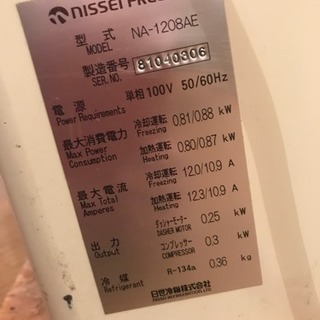 NISSEI FREE
型式 NA-1208AE
MODEL
製造番号 81040306
SER.NO.
電源 単相100V 50/60Hz
Power Requirements
最大消費電力 冷却運転 0.81/0.88 kW
Max Power Freezing
Consumption 加熱運転 0.80/0.87 kW
Heating
最大電流 冷却運転 12.0/10.9 A
Max Total Freezing
Amperes 加熱運転 12.3/10.9 A
Heating
出力 ダッシャーモーター 0.25 kW
Output DASHER MOTOR
コンプレッサー 0.3 kW
COMPRESSOR
冷媒 R-134a 0.36 kg
Refrigerant
日世冷機株式会社